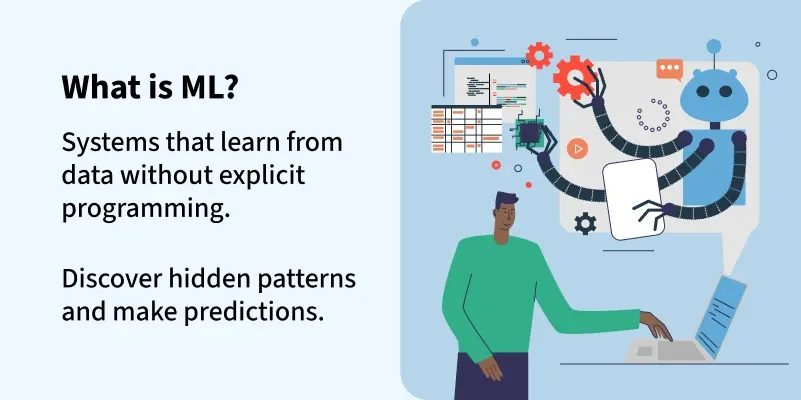 What is ML?
Systems that learn from
data without explicit
programming.
Discover hidden patterns
and make predictions.